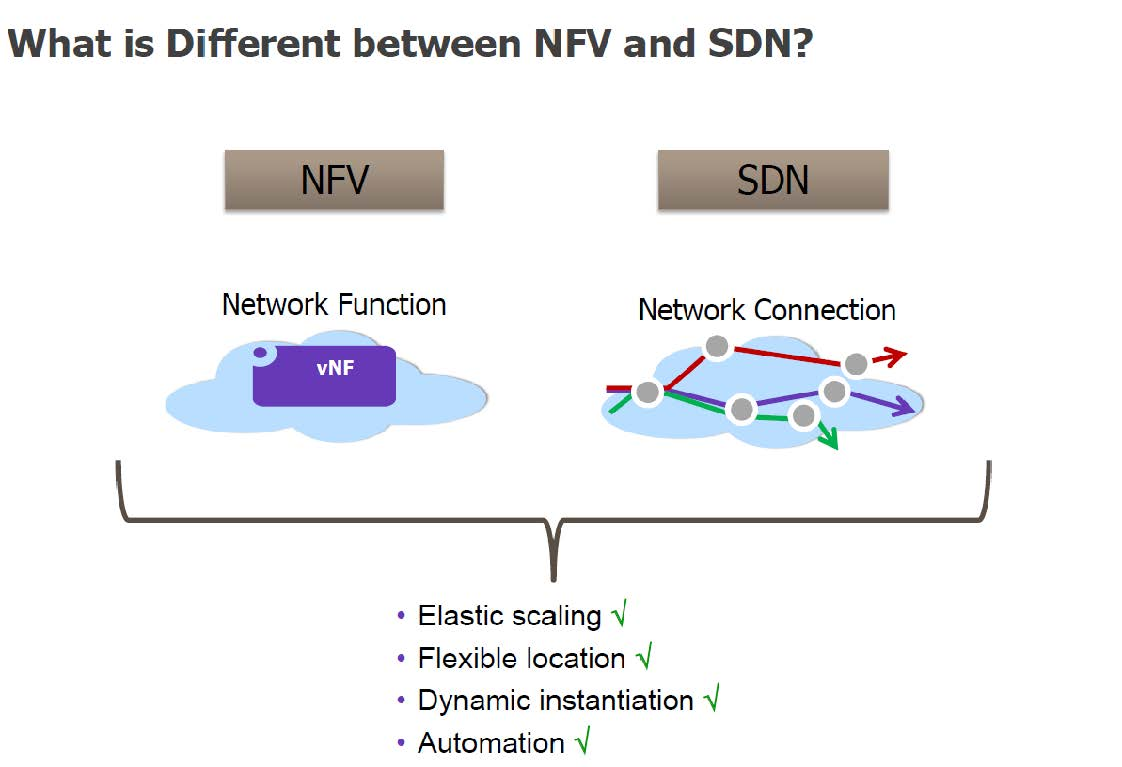 What is Different between NFV and SDN?
NFV
SDN
Network Function
Network Connection
vNF
• Elastic scaling √
• Flexible location √
• Dynamic instantiation √
• Automation √